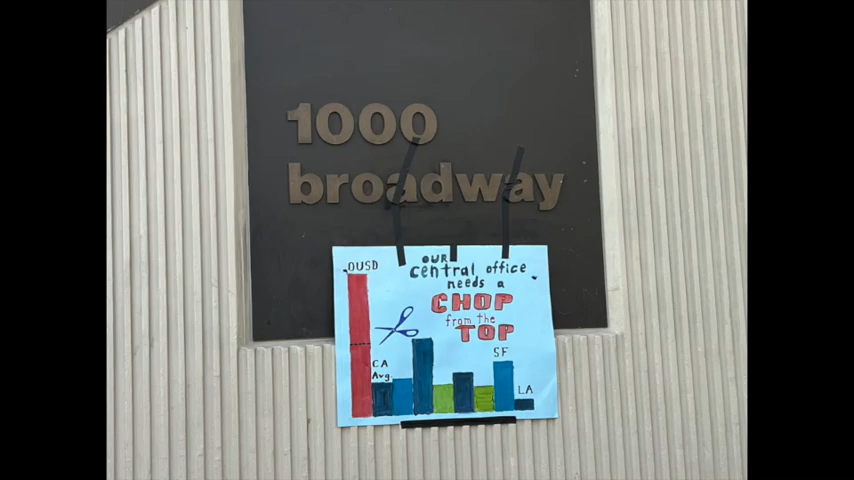 1000
broadway
OUSD
OUR
central office
needs a
CHOP
from the
TOP
CA
Avg.
SF
LA